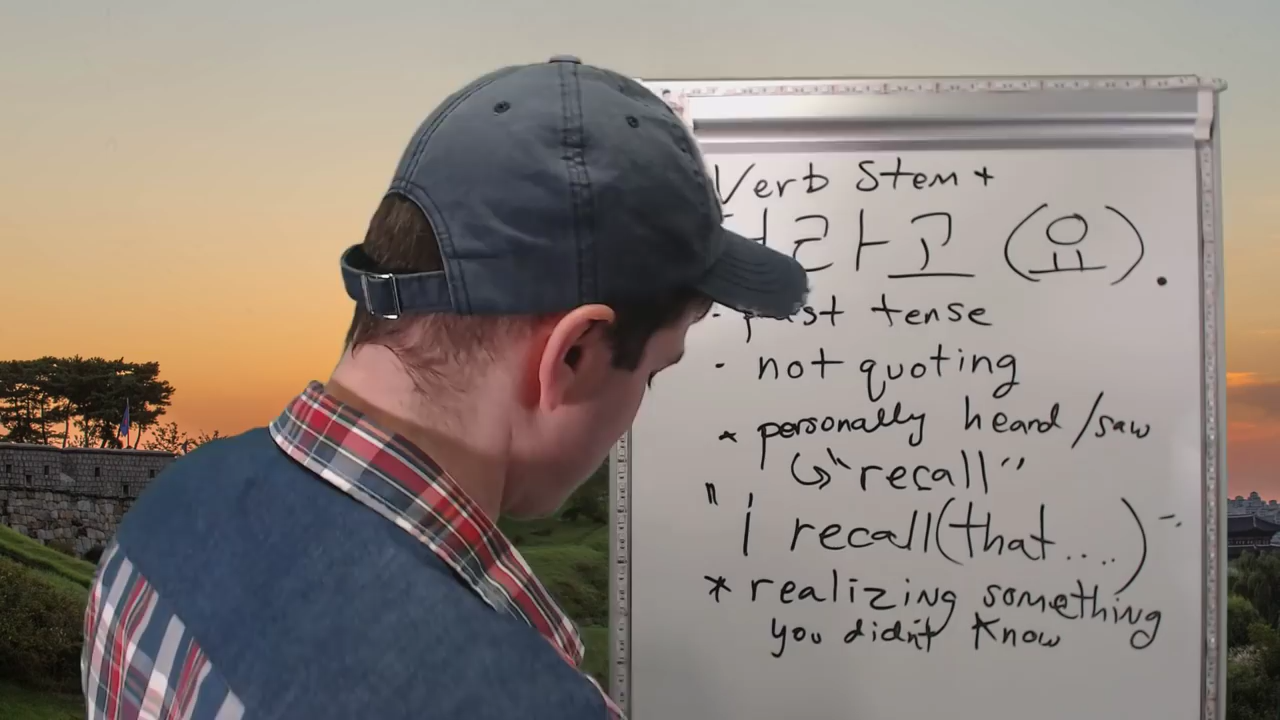 Verb Stem +
라고 (요).
- past tense
- not quoting
* personally heard / saw
↳ "recall"
" i recall (that....) "
* realizing something
you didn't know